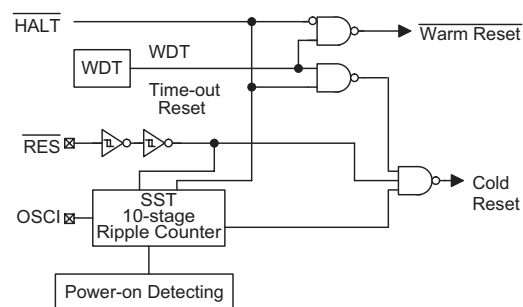 HALT
Warm Reset
WDT
WDT
Time-out
Reset
RES
Cold
Reset
OSCI
SST
10-stage
Ripple Counter
Power-on Detecting